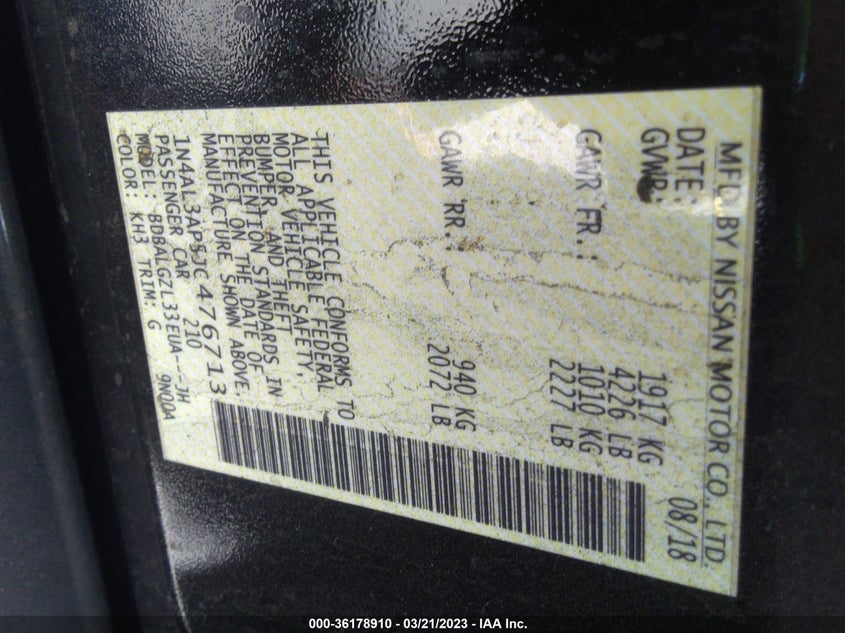 MFD BY NISSAN MOTOR CO., LTD.
DATE: 08/18
GVWR: 1917 KG
4226 LB
GAWR FR.: 1010 KG
2227 LB
GAWR RR.: 940 KG
2072 LB
THIS VEHICLE CONFORMS TO
ALL APPLICABLE FEDERAL
MOTOR VEHICLE SAFETY,
BUMPER, AND THEFT
PREVENTION STANDARDS IN
EFFECT ON THE DATE OF
MANUFACTURE SHOWN ABOVE.
1N4AL3AP5JC476713
PASSENGER CAR 210
MODEL: BDBALGZL33EUA---JH
COLOR: KH3 TRIM: G 9NQ0A
000-36178910 - 03/21/2023 - IAA Inc.